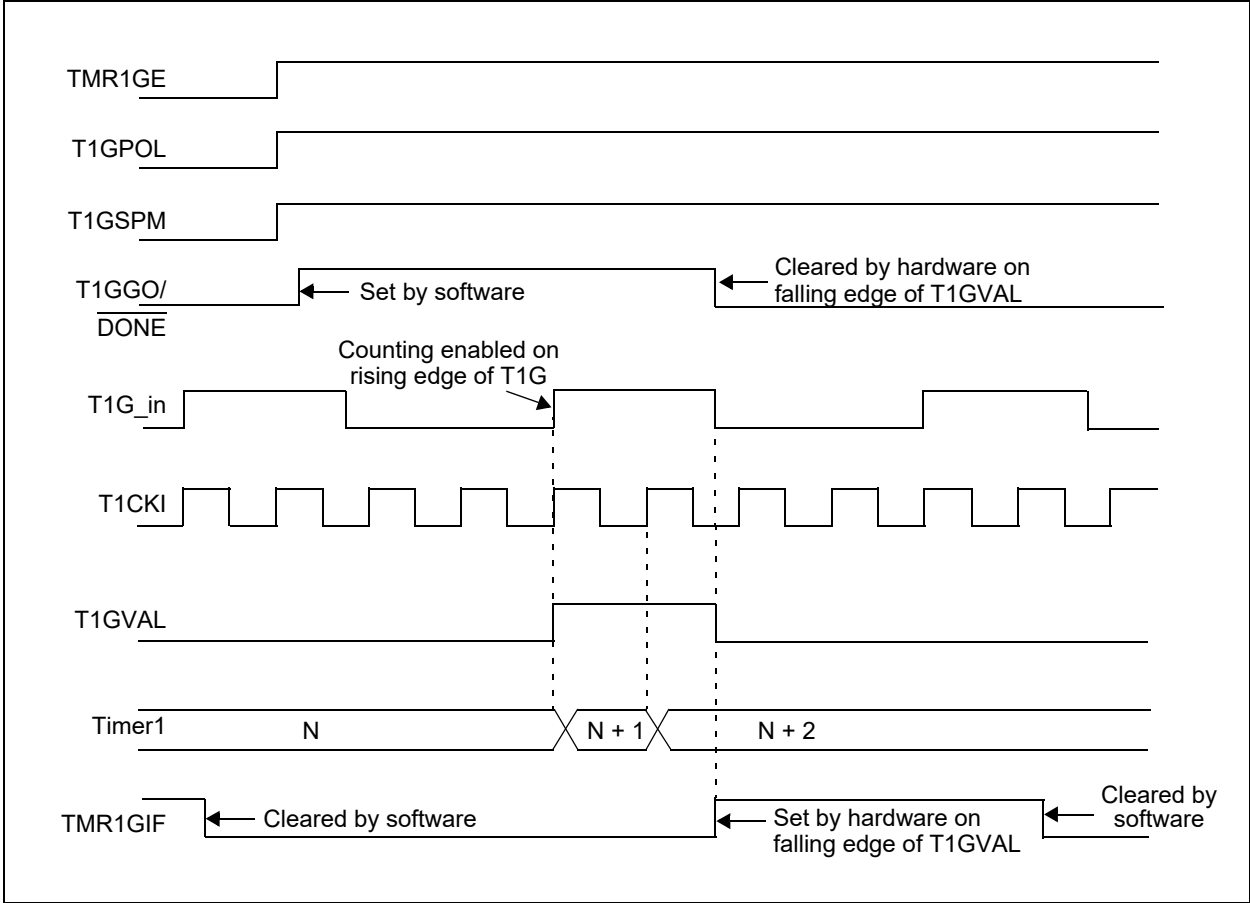 TMR1GE
T1GPOL
T1GSPM
T1GGO/
DONE
Set by software
Cleared by hardware on
falling edge of T1GVAL
Counting enabled on
rising edge of T1G
T1G_in
T1CKI
T1GVAL
Timer1
N
N + 1
N + 2
TMR1GIF
Cleared by software
Set by hardware on
falling edge of T1GVAL
Cleared by
software